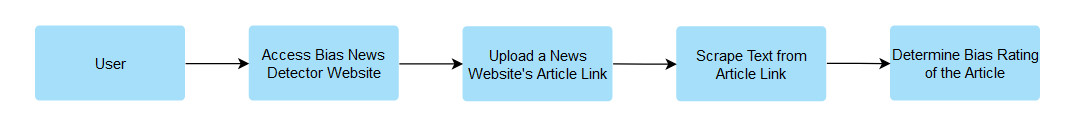 User
Access Bias News
Detector Website
Upload a News
Website's Article Link
Scrape Text from
Article Link
Determine Bias Rating
of the Article